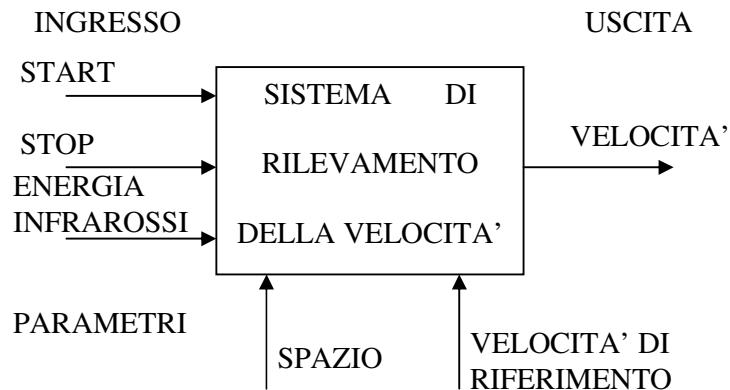 INGRESSO
USCITA
START
SISTEMA DI
STOP
RILEVAMENTO
VELOCITA’
ENERGIA
INFRAROSSI
DELLA VELOCITA’
PARAMETRI
SPAZIO
VELOCITA’ DI
RIFERIMENTO